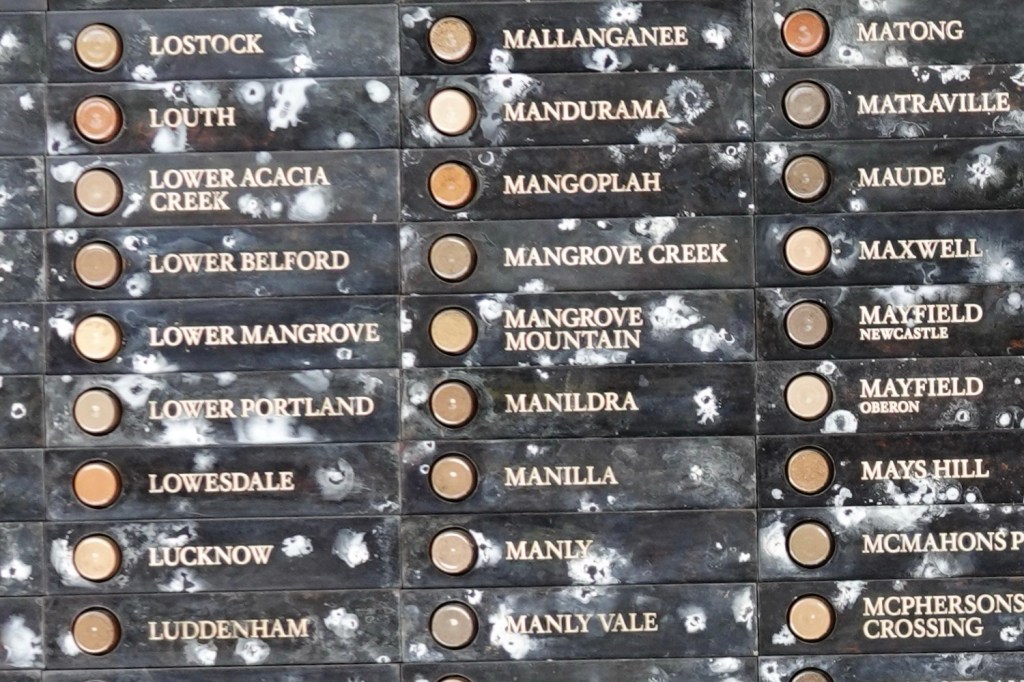 LOSTOCK
LOUTH
LOWER ACACIA
CREEK
LOWER BELFORD
LOWER MANGROVE
LOWER PORTLAND
LOWESDALE
LUCKNOW
LUDDENHAM
MALLANGANEE
MANDURAMA
MANGOPLAH
MANGROVE CREEK
MANGROVE
MOUNTAIN
MANILDRA
MANILLA
MANLY
MANLY VALE
MATONG
MATRAVILLE
MAUDE
MAXWELL
MAYFIELD
NEWCASTLE
MAYFIELD
OBERON
MAYS HILL
MCMAHONS P
MCPHERSONS
CROSSING